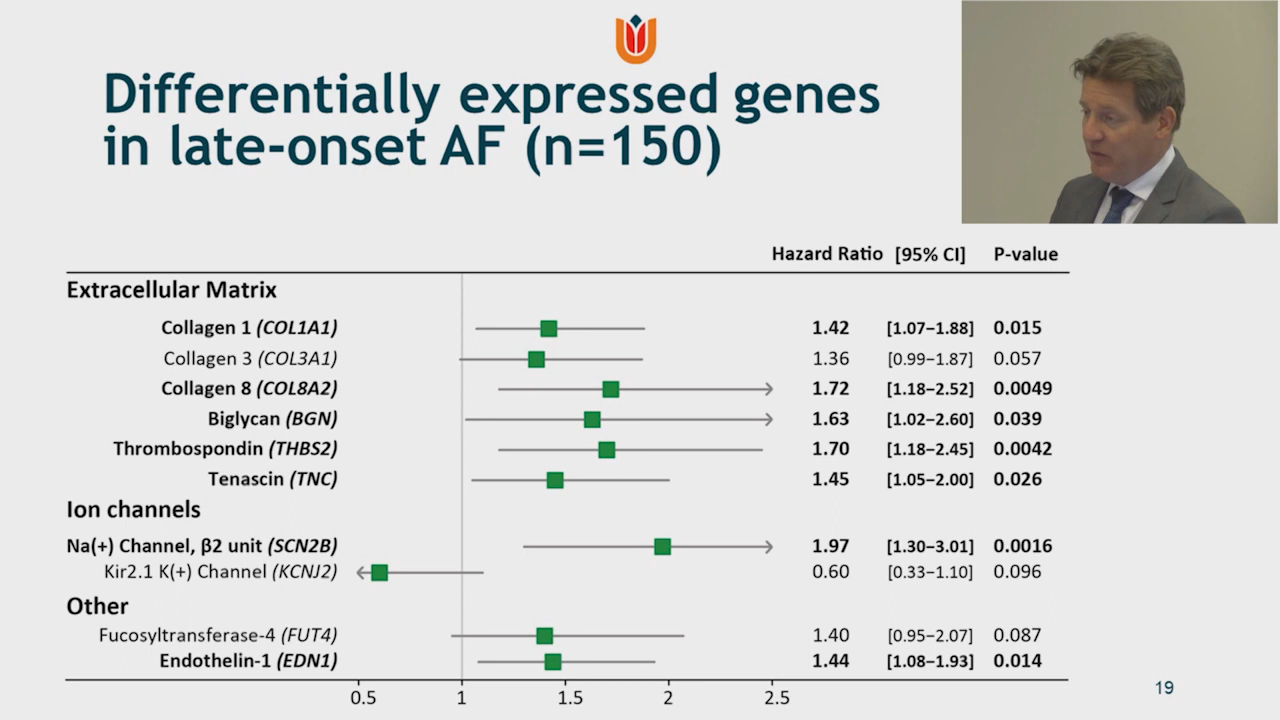 Differentially expressed genes
in late-onset AF (n=150)
Hazard Ratio [95% CI] P-value
Extracellular Matrix
Collagen 1 (COL1A1) 1.42 [1.07–1.88] 0.015
Collagen 3 (COL3A1) 1.36 [0.99–1.87] 0.057
Collagen 8 (COL8A2) 1.72 [1.18–2.52] 0.0049
Biglycan (BGN) 1.63 [1.02–2.60] 0.039
Thrombospondin (THBS2) 1.70 [1.18–2.45] 0.0042
Tenascin (TNC) 1.45 [1.05–2.00] 0.026
Ion channels
Na(+) Channel, β2 unit (SCN2B) 1.97 [1.30–3.01] 0.0016
Kir2.1 K(+) Channel (KCNJ2) 0.60 [0.33–1.10] 0.096
Other
Fucosyltransferase-4 (FUT4) 1.40 [0.95–2.07] 0.087
Endothelin-1 (EDN1) 1.44 [1.08–1.93] 0.014
0.5 1 1.5 2 2.5
19